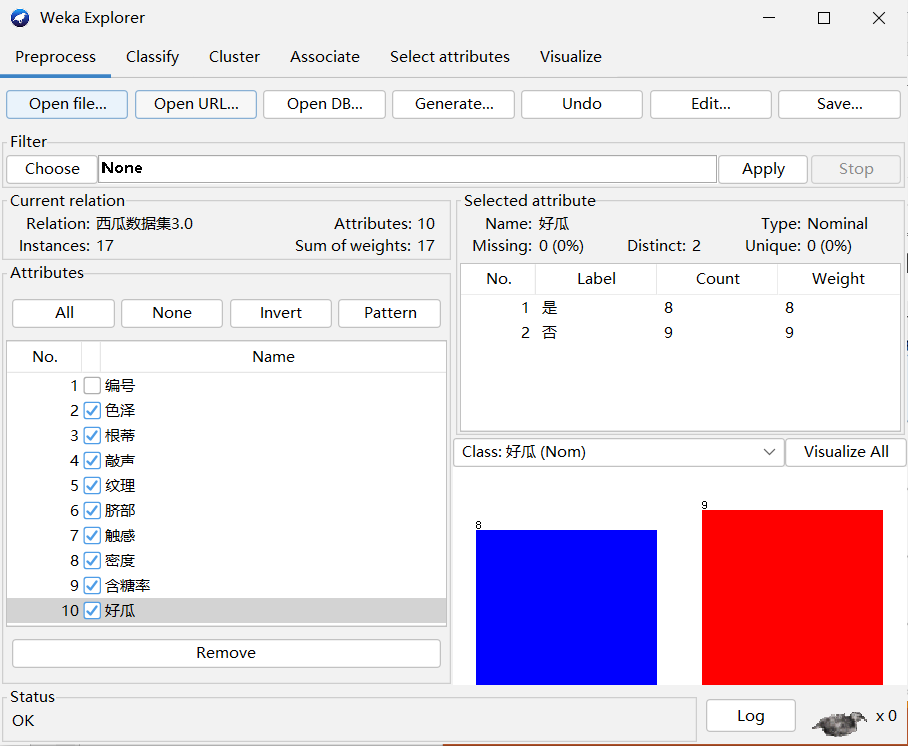 Weka Explorer
Preprocess Classify Cluster Associate Select attributes Visualize
Open file... Open URL... Open DB... Generate... Undo Edit... Save...
Filter
Choose None Apply Stop
Current relation
Relation: 西瓜数据集3.0 Attributes: 10
Instances: 17 Sum of weights: 17
Attributes
All None Invert Pattern
No. Name
1 编号
2 色泽
3 根蒂
4 敲声
5 纹理
6 脐部
7 触感
8 密度
9 含糖率
10 好瓜
Remove
Selected attribute
Name: 好瓜 Type: Nominal
Missing: 0 (0%) Distinct: 2 Unique: 0 (0%)
No. Label Count Weight
1 是 8 8
2 否 9 9
Class: 好瓜 (Nom) Visualize All
8
9
Status
OK
Log x 0